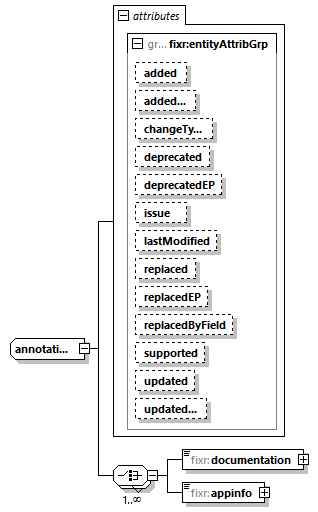 attributes
gr... fixr:entityAttribGrp
added
added...
changeTy...
deprecated
deprecatedEP
issue
lastModified
replaced
replacedEP
replacedByField
supported
updated
updated...
annotati...
fixr:documentation
1..∞
fixr:appinfo